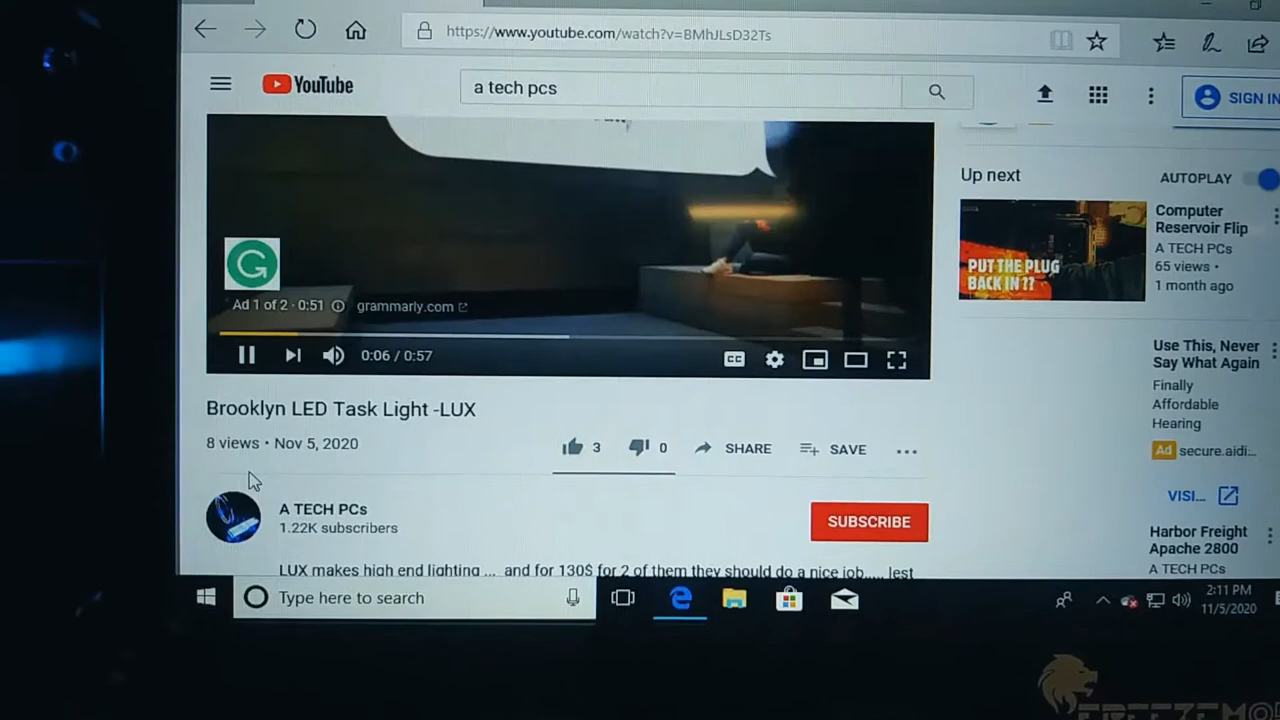 https://www.youtube.com/watch?v=BMhJLsD32Ts
YouTube
a tech pcs
SIGN IN
Ad 1 of 2 · 0:51
grammarly.com
0:06 / 0:57
CC
Up next
AUTOPLAY
PUT THE PLUG
BACK IN ??
Computer
Reservoir Flip
A TECH PCs
65 views •
1 month ago
Use This, Never
Say What Again
Finally
Affordable
Hearing
Ad secure.aidi...
VISI...
Harbor Freight
Apache 2800
A TECH PCs
Brooklyn LED Task Light -LUX
8 views • Nov 5, 2020
3
0
SHARE
SAVE
A TECH PCs
1.22K subscribers
SUBSCRIBE
LUX makes high end lighting ... and for 130$ for 2 of them they should do a nice job..... lest
Type here to search
2:11 PM
11/5/2020